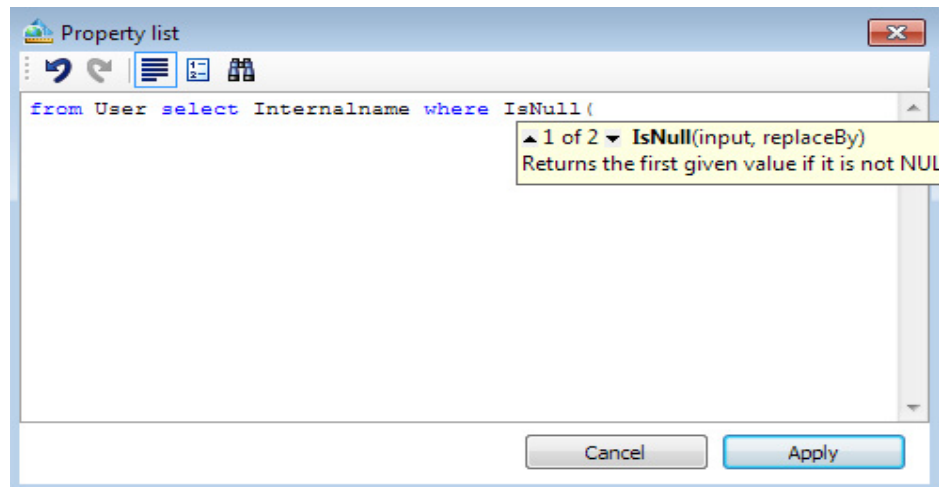 Property list
from User select Internalname where IsNull(
1 of 2 IsNull(input, replaceBy)
Returns the first given value if it is not NUL
Cancel Apply